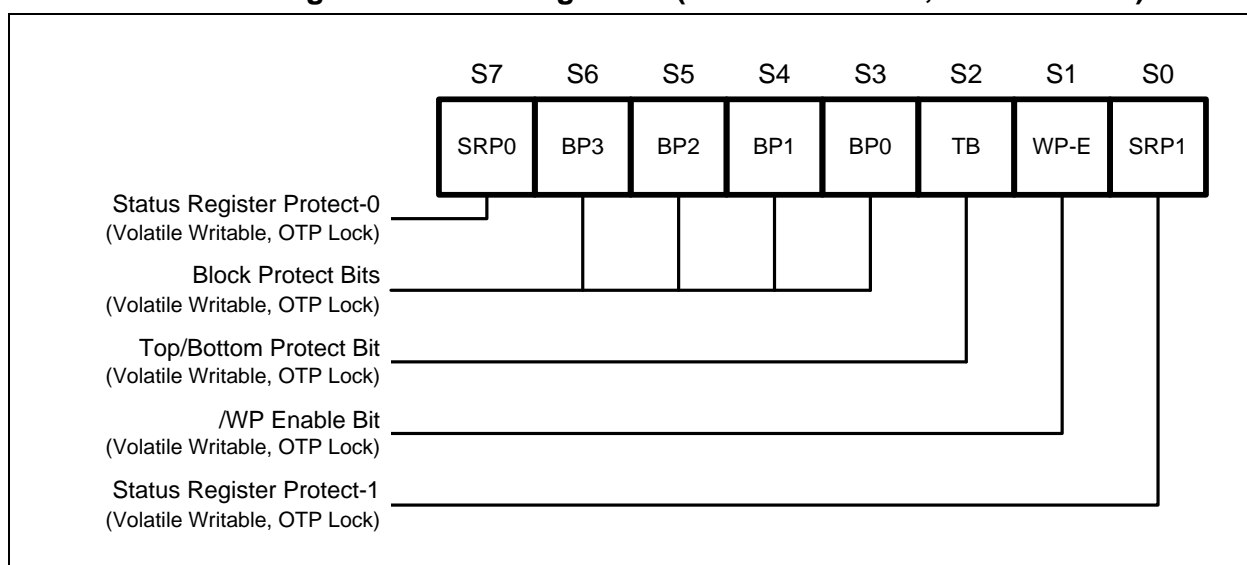 S7 S6 S5 S4 S3 S2 S1 S0
SRP0 BP3 BP2 BP1 BP0 TB WP-E SRP1
Status Register Protect-0
(Volatile Writable, OTP Lock)
Block Protect Bits
(Volatile Writable, OTP Lock)
Top/Bottom Protect Bit
(Volatile Writable, OTP Lock)
/WP Enable Bit
(Volatile Writable, OTP Lock)
Status Register Protect-1
(Volatile Writable, OTP Lock)